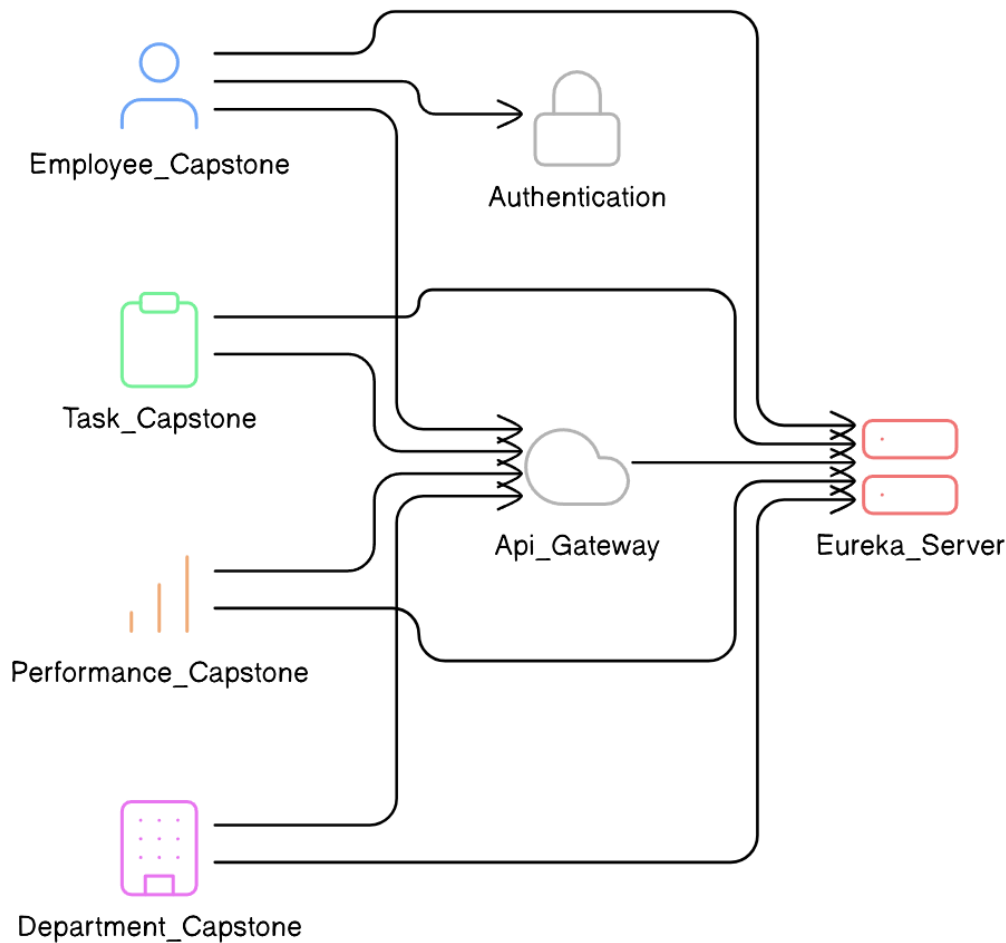 Employee_Capstone
Authentication
Task_Capstone
Api_Gateway
Eureka_Server
Performance_Capstone
Department_Capstone